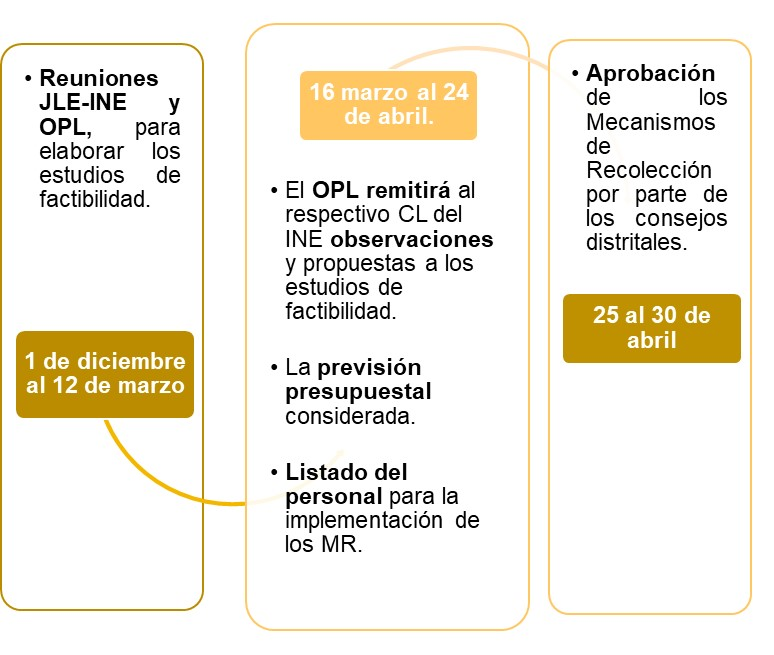 • Reuniones
JLE-INE y
OPL, para
elaborar los
estudios de
factibilidad.
1 de diciembre
al 12 de marzo
16 marzo al 24
de abril.
• El OPL remitirá al
respectivo CL del
INE observaciones
y propuestas a los
estudios de
factibilidad.
• La previsión
presupuestal
considerada.
• Listado del
personal para la
implementación de
los MR.
• Aprobación
de los
Mecanismos
de
Recolección
por parte de
los consejos
distritales.
25 al 30 de
abril